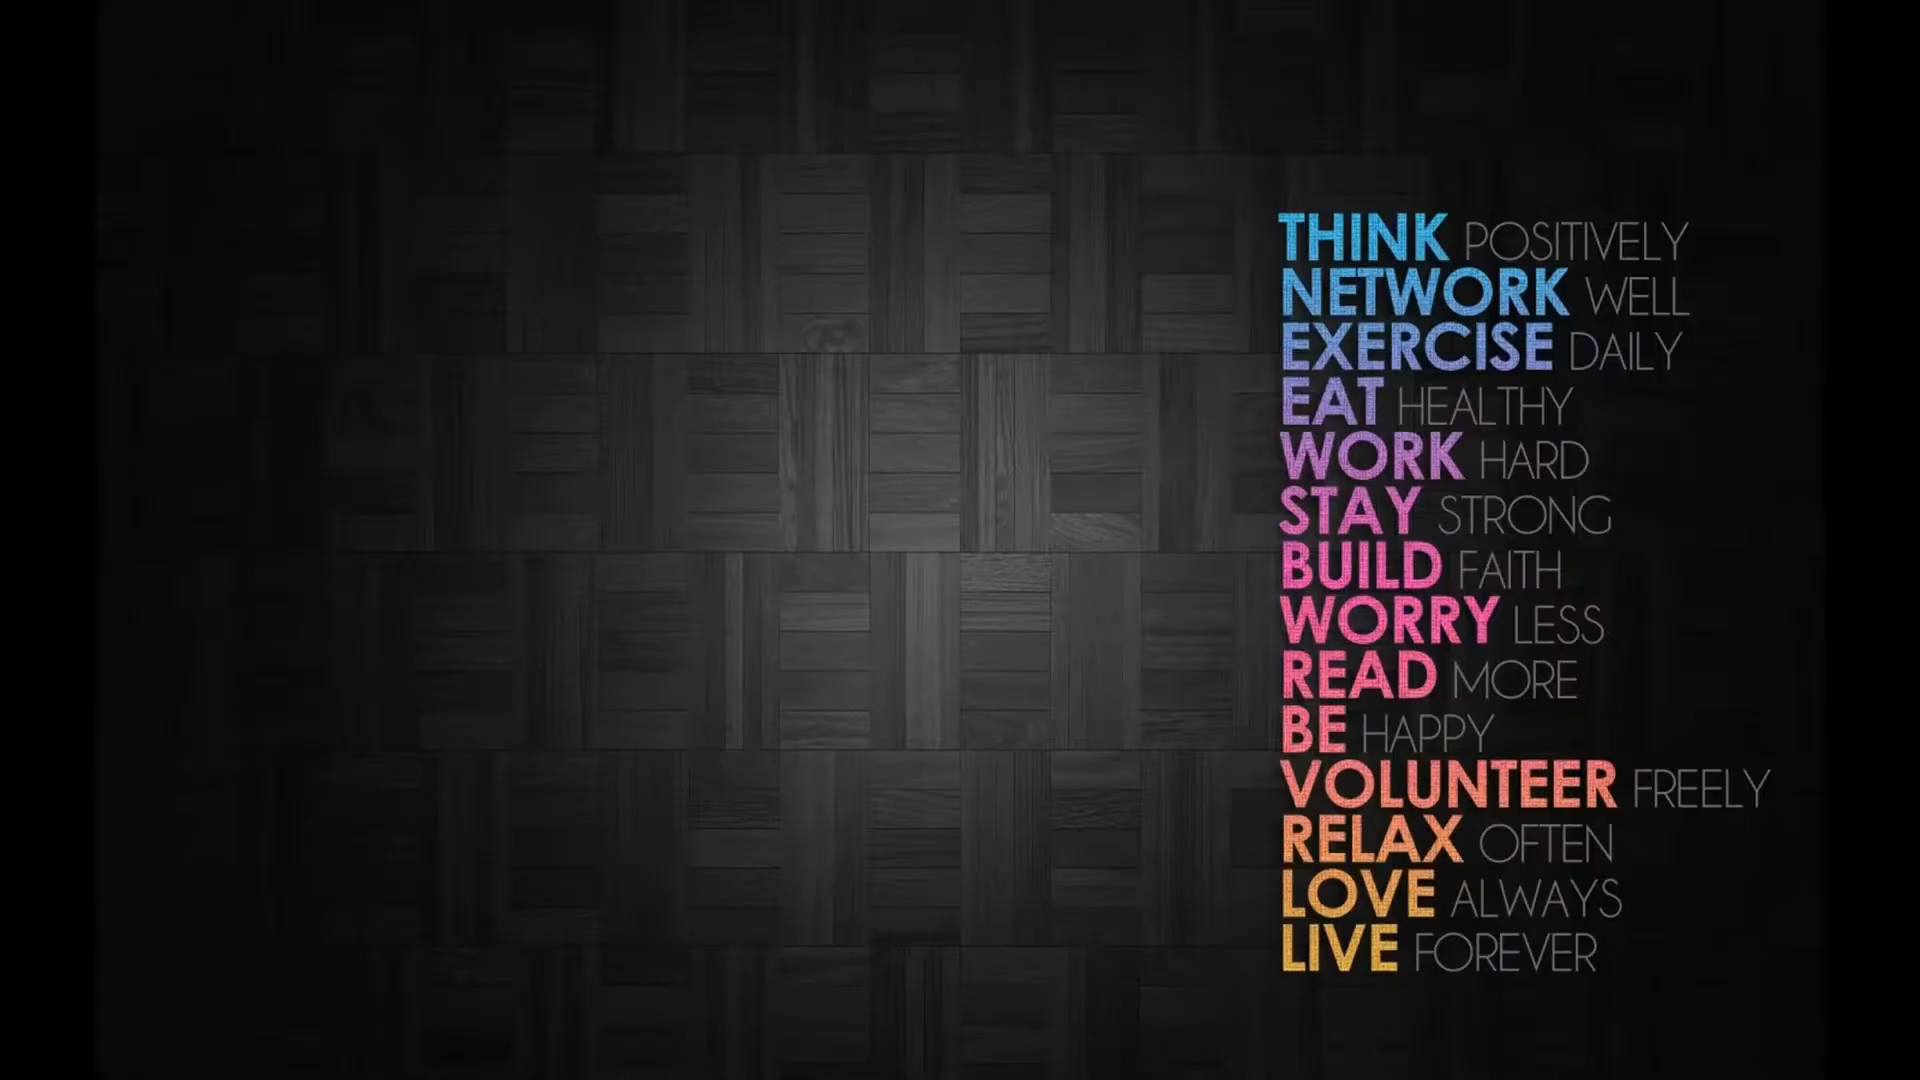 THINK POSITIVELY
NETWORK WELL
EXERCISE DAILY
EAT HEALTHY
WORK HARD
STAY STRONG
BUILD FAITH
WORRY LESS
READ MORE
BE HAPPY
VOLUNTEER FREELY
RELAX OFTEN
LOVE ALWAYS
LIVE FOREVER